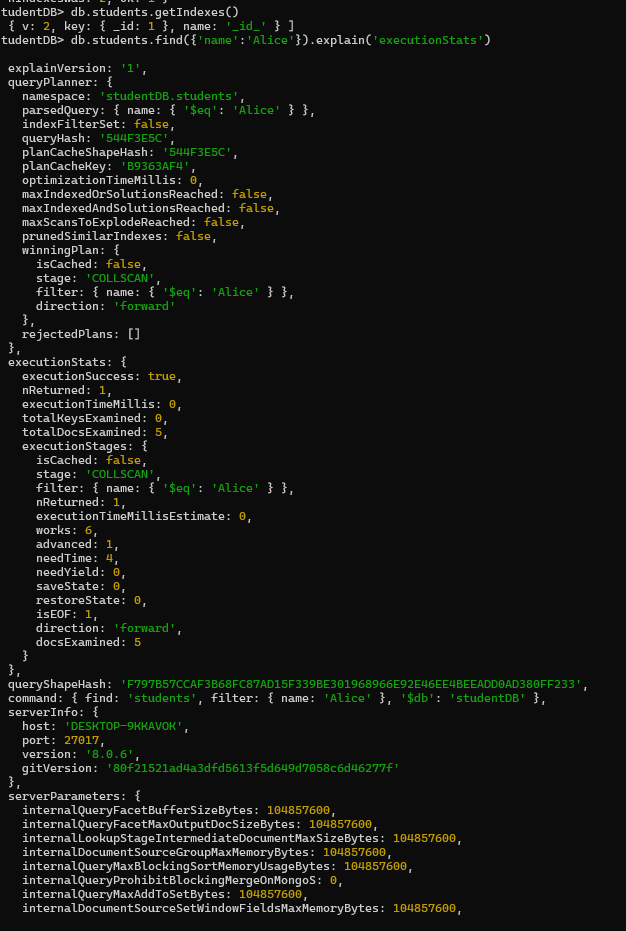 tudentDB> db.students.getIndexes()
{ v: 2, key: { _id: 1 }, name: '_id_' } ]
tudentDB> db.students.find({'name':'Alice'}).explain('executionStats')
explainVersion: '1',
queryPlanner: {
namespace: 'studentDB.students',
parsedQuery: { name: { '$eq': 'Alice' } },
indexFilterSet: false,
queryHash: '544F3E5C',
planCacheShapeHash: '544F3E5C',
planCacheKey: 'B9363AF4',
optimizationTimeMillis: 0,
maxIndexedOrSolutionsReached: false,
maxIndexedAndSolutionsReached: false,
maxScansToExplodeReached: false,
prunedSimilarIndexes: false,
winningPlan: {
isCached: false,
stage: 'COLLSCAN',
filter: { name: { '$eq': 'Alice' } },
direction: 'forward'
},
rejectedPlans: []
},
executionStats: {
executionSuccess: true,
nReturned: 1,
executionTimeMillis: 0,
totalKeysExamined: 0,
totalDocsExamined: 5,
executionStages: {
isCached: false,
stage: 'COLLSCAN',
filter: { name: { '$eq': 'Alice' } },
nReturned: 1,
executionTimeMillisEstimate: 0,
works: 6,
advanced: 1,
needTime: 4,
needYield: 0,
saveState: 0,
restoreState: 0,
isEOF: 1,
direction: 'forward',
docsExamined: 5
}
},
queryShapeHash: 'F797B57CCAF3B68FC87AD15F339BE301968966E92E46EE4BEEADD0AD380FF233',
command: { find: 'students', filter: { name: 'Alice' }, '$db': 'studentDB' },
serverInfo: {
host: 'DESKTOP-9KKAVOK',
port: 27017,
version: '8.0.6',
gitVersion: '80f21521ad4a3dfd5613f5d649d7058c6d46277f'
},
serverParameters: {
internalQueryFacetBufferSizeBytes: 104857600,
internalQueryFacetMaxOutputDocSizeBytes: 104857600,
internalLookupStageIntermediateDocumentMaxSizeBytes: 104857600,
internalDocumentSourceGroupMaxMemoryBytes: 104857600,
internalQueryMaxBlockingSortMemoryUsageBytes: 104857600,
internalQueryProhibitBlockingMergeOnMongoS: 0,
internalQueryMaxAddToSetBytes: 104857600,
internalDocumentSourceSetWindowFieldsMaxMemoryBytes: 104857600,